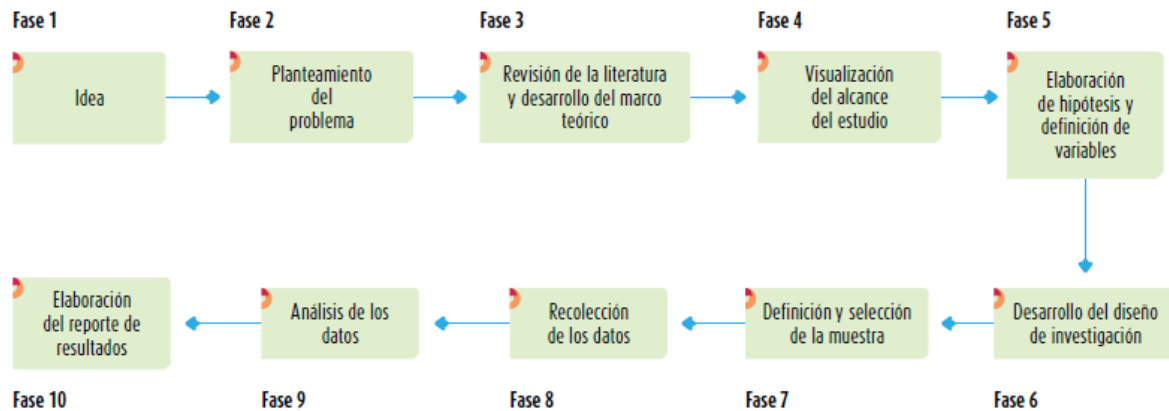 Fase 1
Fase 2
Fase 3
Fase 4
Fase 5
Idea
Planteamiento
del
problema
Revisión de la literatura
y desarrollo del marco
teórico
Visualización
del alcance
del estudio
Elaboración
de hipótesis y
definición de
variables
Elaboración
del reporte de
resultados
Análisis de los
datos
Recolección
de los datos
Definición y selección
de la muestra
Desarrollo del diseño
de investigación
Fase 10
Fase 9
Fase 8
Fase 7
Fase 6